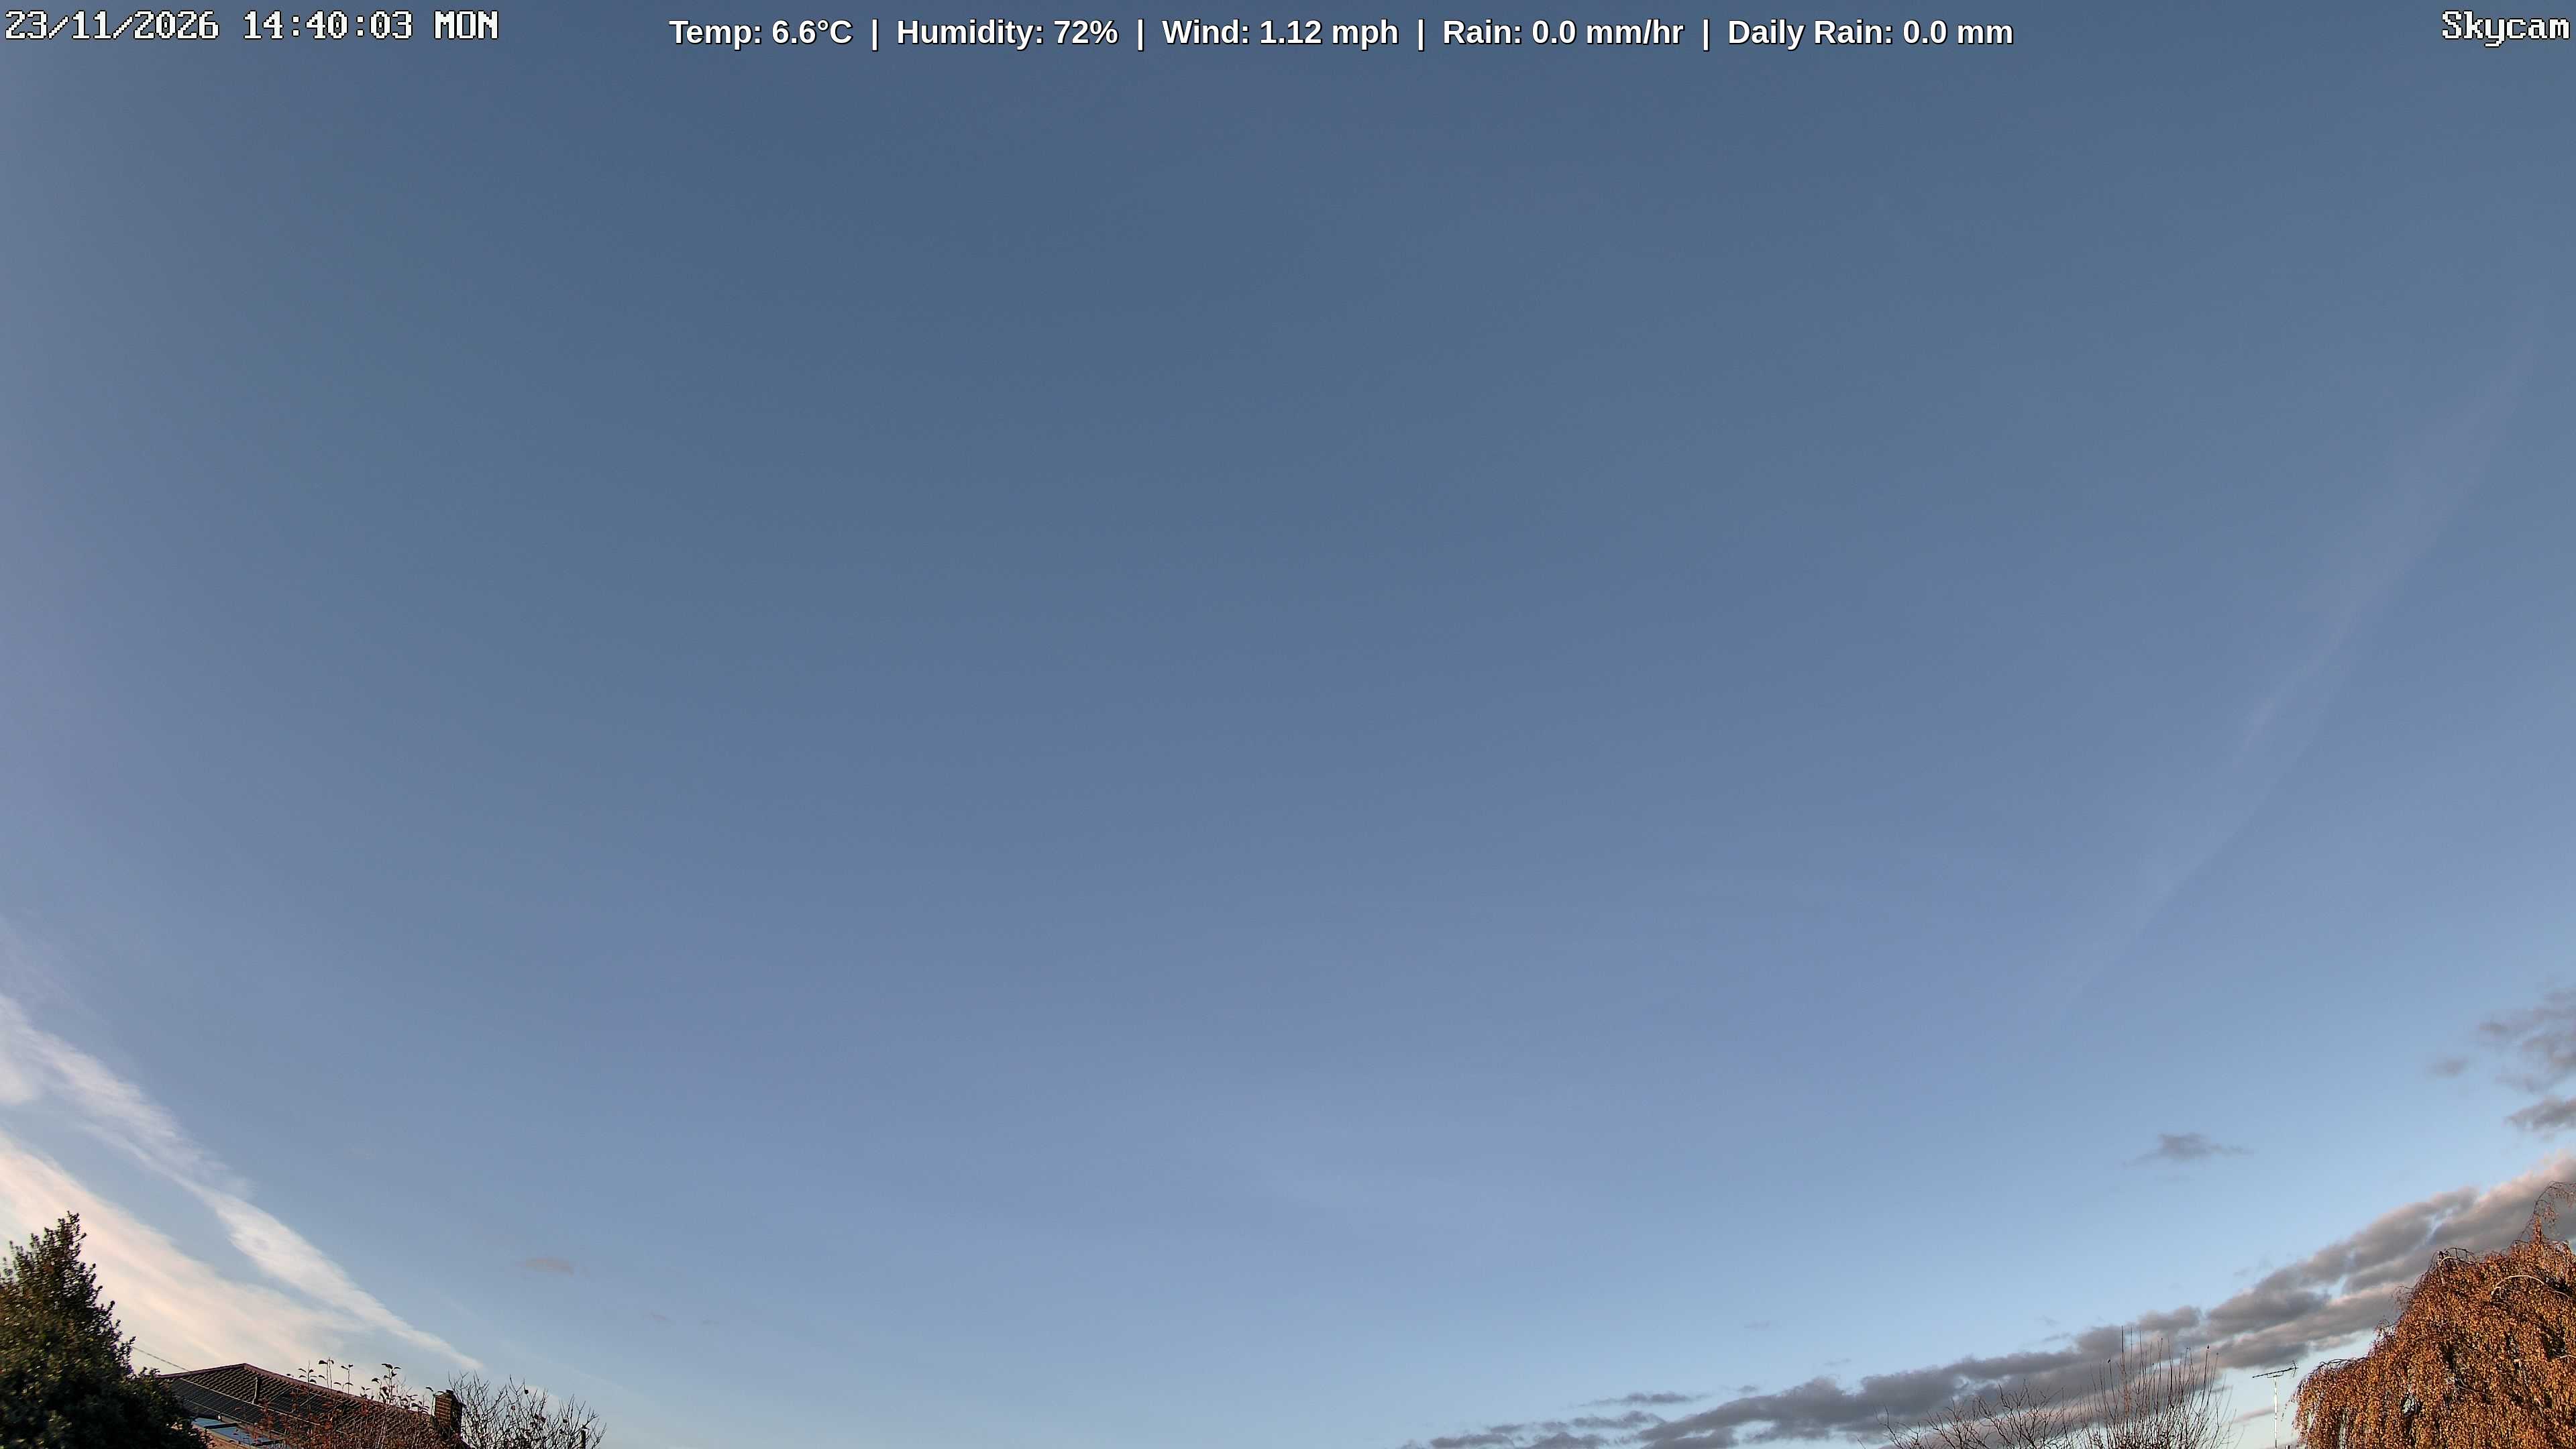 23/11/2026 14:40:03 MON
Temp: 6.6°C | Humidity: 72% | Wind: 1.12 mph | Rain: 0.0 mm/hr | Daily Rain: 0.0 mm
Skycam